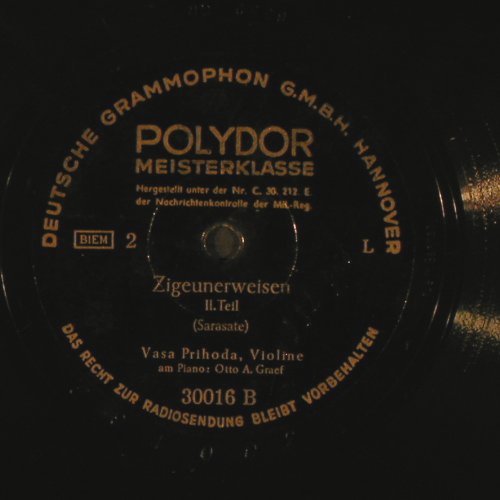 DEUTSCHE GRAMMOPHON G.M.B.H. HANNOVER
POLYDOR
MEISTERKLASSE
Hergestellt unter der Nr. C. 30. 212 E.
der Nachrichtenkontrolle der Mil.-Reg.
BIEM 2 L
Zigeunerweisen
II. Teil
(Sarasate)
Vasa Prihoda, Violine
am Piano: Otto A. Graef
30016 B
DAS RECHT ZUR RADIOSENDUNG BLEIBT VORBEHALTEN